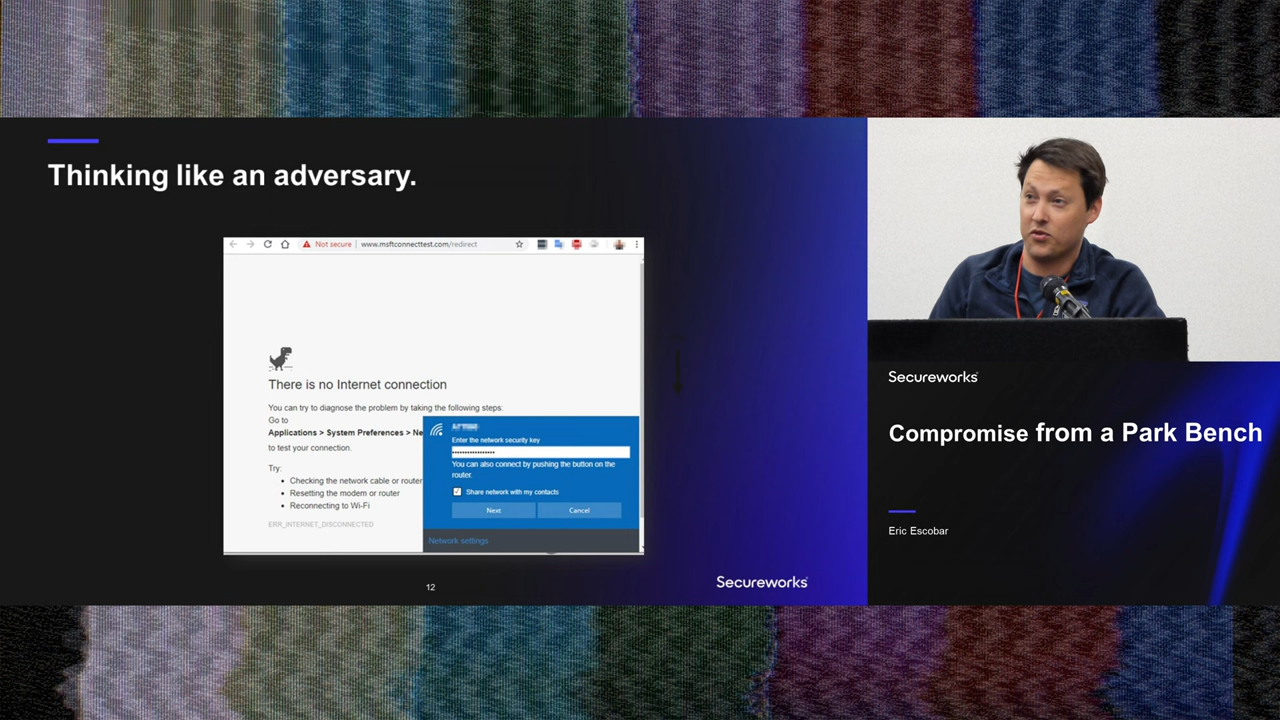 Thinking like an adversary.
Not secure
www.msftconnecttest.com/redirect
There is no Internet connection
You can try to diagnose the problem by taking the following steps:
Go to
Applications > System Preferences > Ne
to test your connection.
Try:
Checking the network cable or router
Resetting the modem or router
Reconnecting to Wi-Fi
ERR_INTERNET_DISCONNECTED
Enter the network security key
You can also connect by pushing the button on the
router.
Share network with my contacts
Next
Cancel
Network settings
12
Secureworks
Secureworks
Compromise from a Park Bench
Eric Escobar